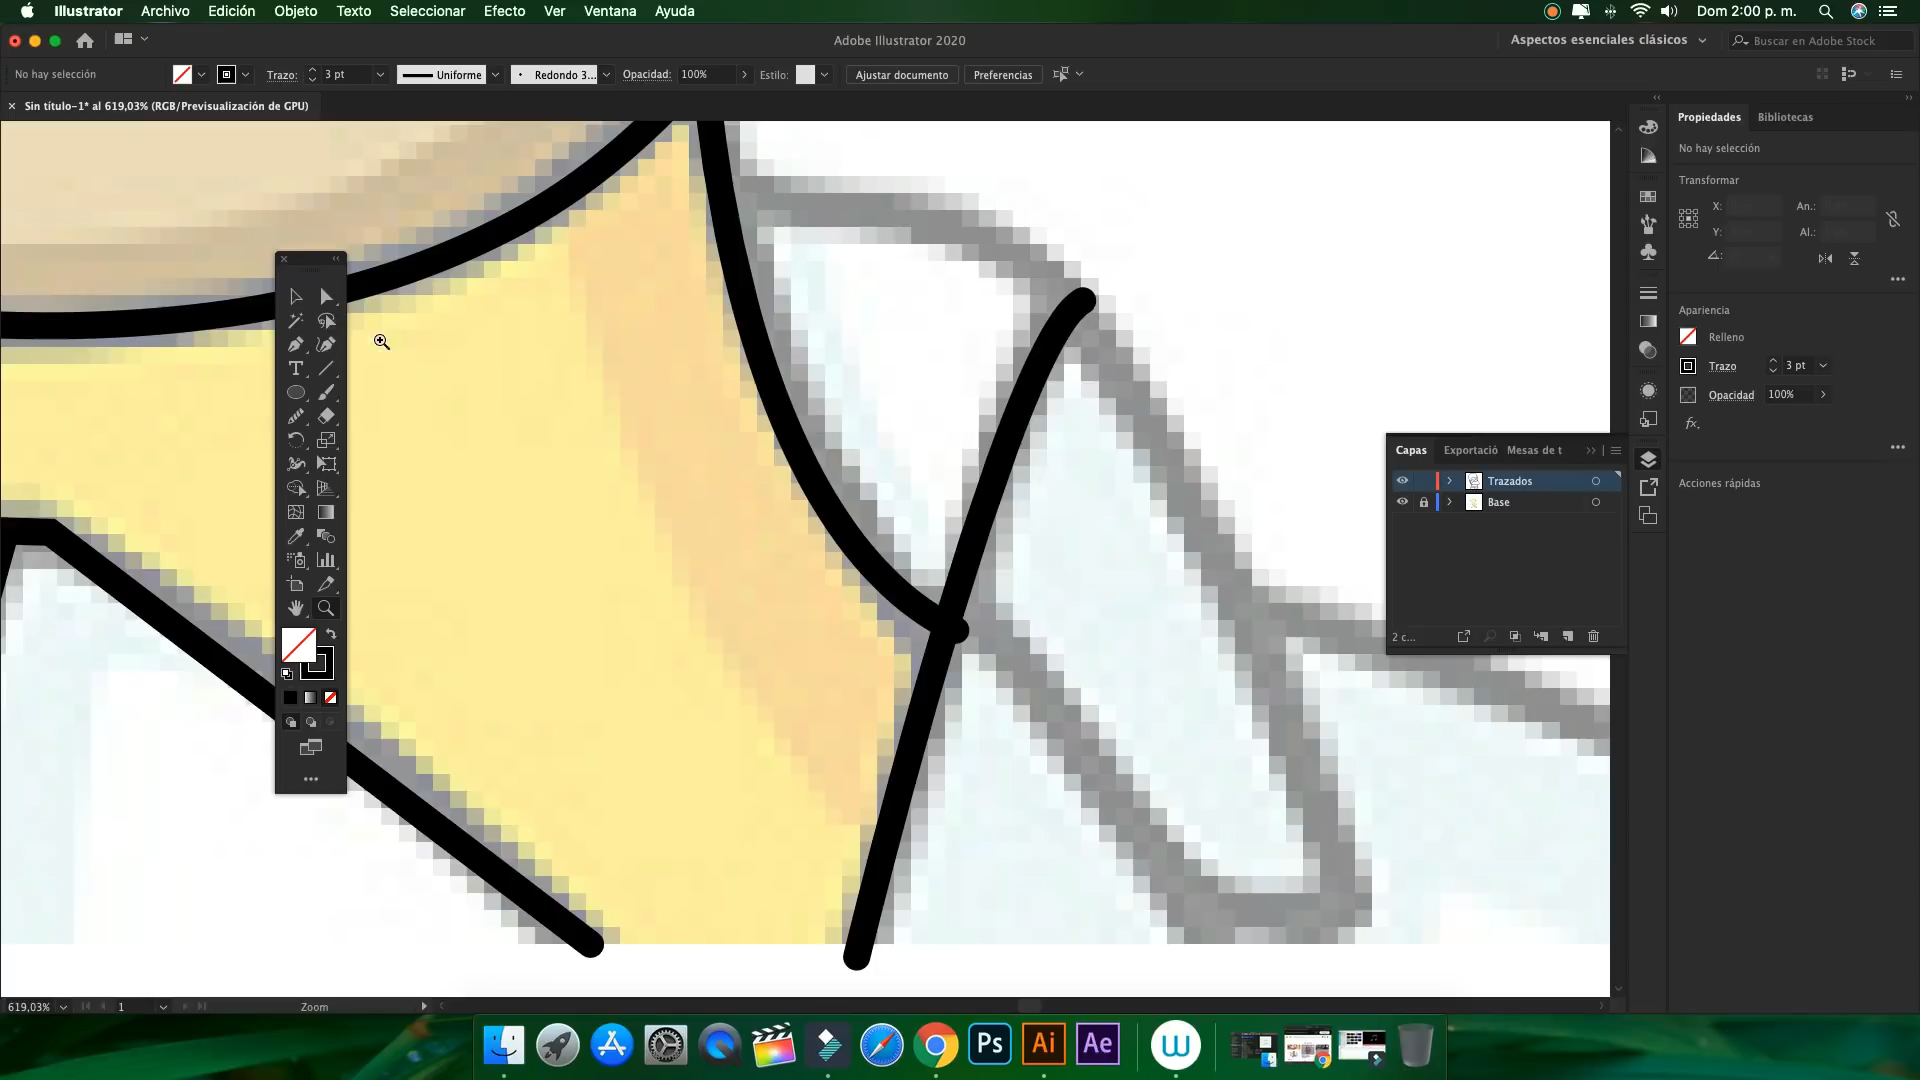 Illustrator Archivo Edición Objeto Texto Seleccionar Efecto Ver Ventana Ayuda
Dom 2:00 p. m.
Adobe Illustrator 2020
Aspectos esenciales clásicos
Buscar en Adobe Stock
No hay selección
Trazo: 3 pt
Uniforme
Redondo 3...
Opacidad: 100%
Estilo:
Ajustar documento
Preferencias
Sin título-1* al 619,03% (RGB/Previsualización de GPU)
Propiedades Bibliotecas
No hay selección
Transformar
X: An.:
Y: Al.:
Apariencia
Relleno
Trazo 3 pt
Opacidad 100%
fx.
Acciones rápidas
Capas Exportació Mesas de t
Trazados
Base
2 c...
T
619,03% 1 Zoom
Ps Ai Ae